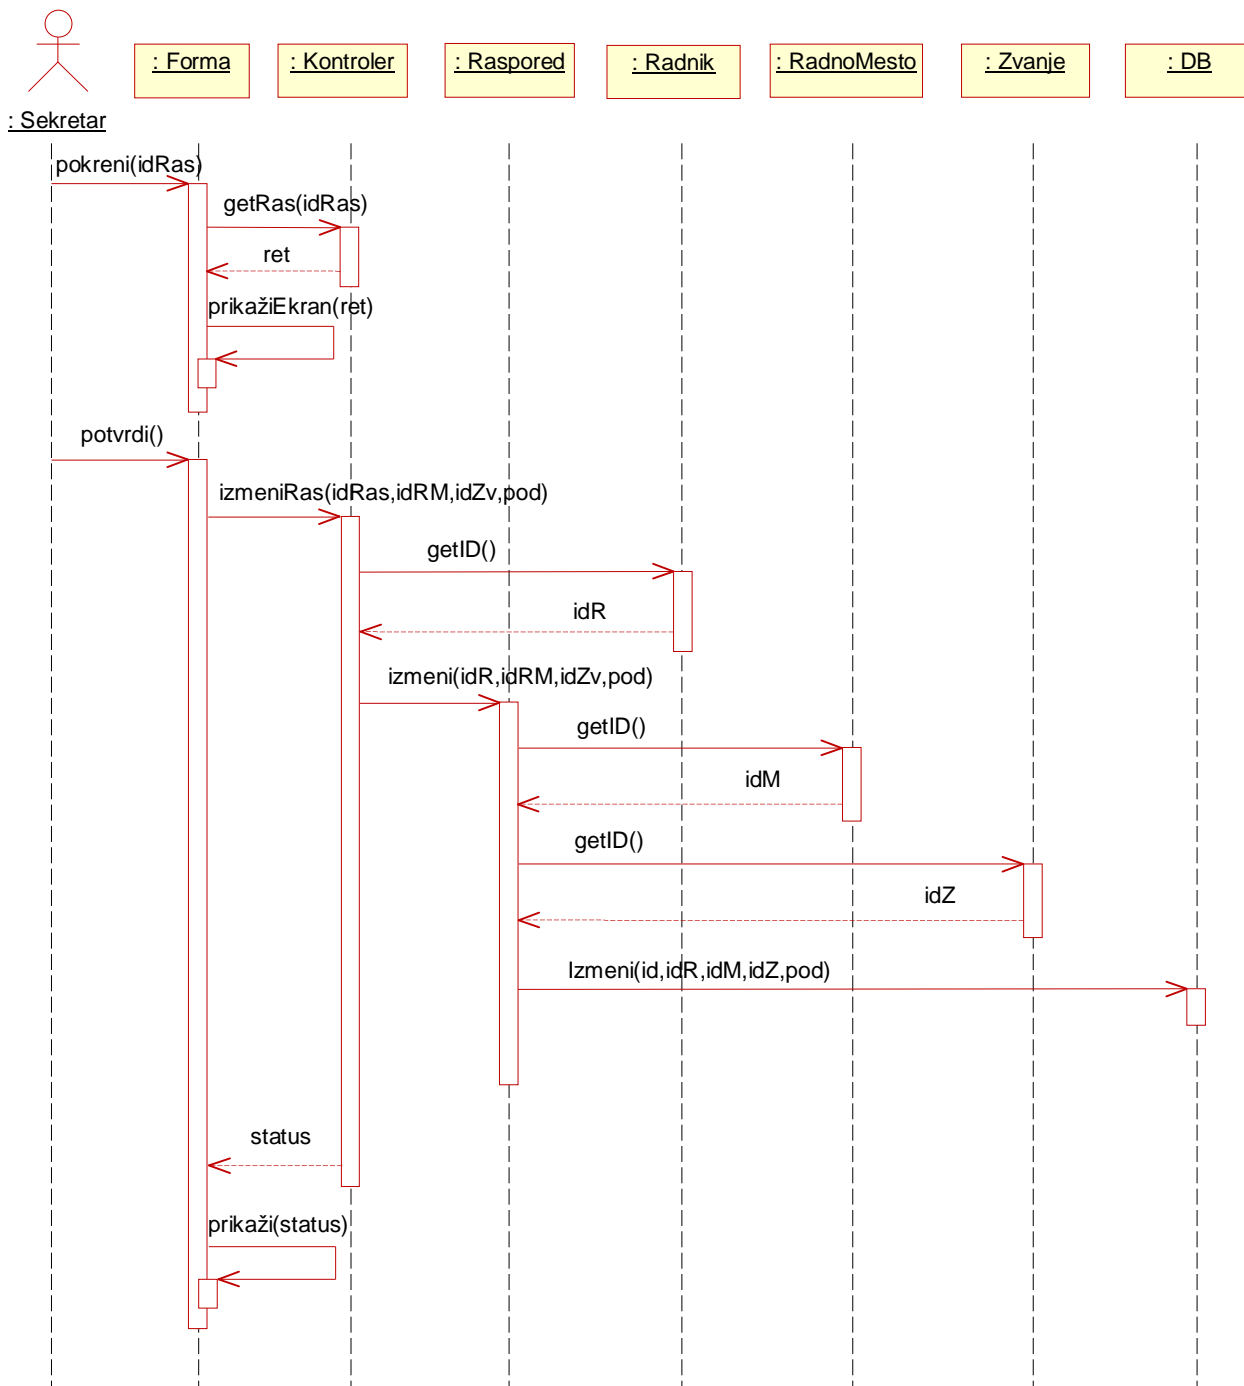 : Forma
: Kontroler
: Raspored
: Radnik
: RadnoMesto
: Zvanje
: DB
: Sekretar
pokreni(idRas)
getRas(idRas)
ret
prikažiEkran(ret)
potvrdi()
izmeniRas(idRas,idRM,idZv,pod)
getID()
idR
izmeni(idR,idRM,idZv,pod)
getID()
idM
getID()
idZ
Izmeni(id,idR,idM,idZ,pod)
status
prikaži(status)